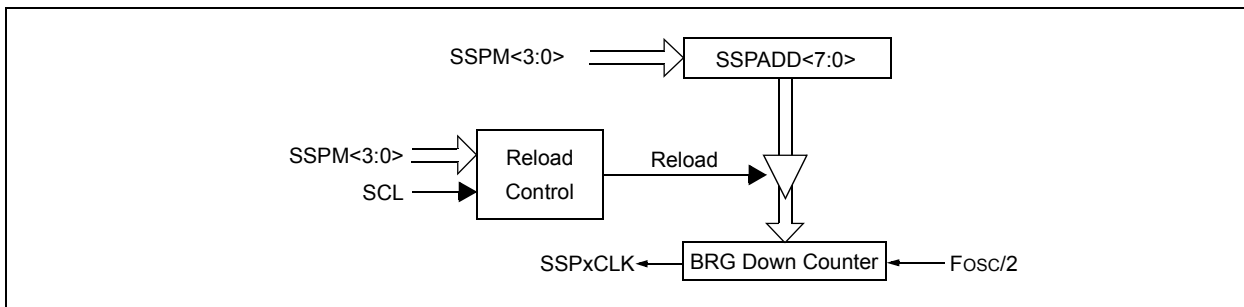 SSPM<3:0>
SSPADD<7:0>
SSPM<3:0>
SCL
Reload
Control
Reload
SSPxCLK
BRG Down Counter
FOSC/2